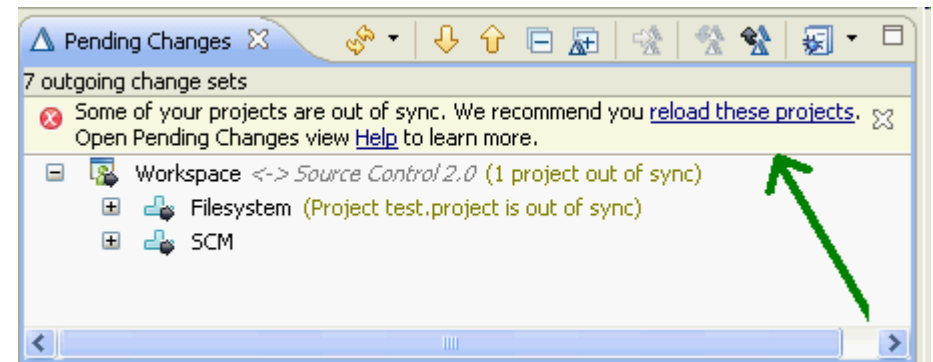 Pending Changes
7 outgoing change sets
Some of your projects are out of sync. We recommend you reload these projects.
Open Pending Changes view Help to learn more.
Workspace <-> Source Control 2.0 (1 project out of sync)
Filesystem (Project test.project is out of sync)
SCM